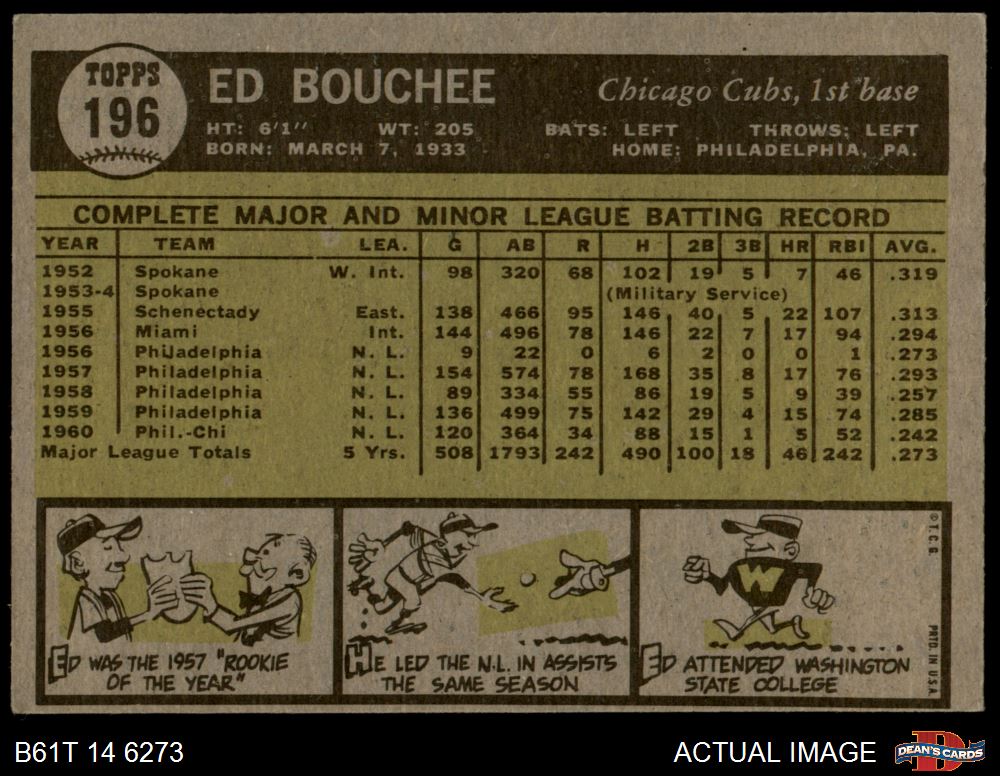 TOPPS
196
ED BOUCHEE
Chicago Cubs, 1st base
HT: 6'1" WT: 205 BATS: LEFT THROWS: LEFT
BORN: MARCH 7, 1933 HOME: PHILADELPHIA, PA.
COMPLETE MAJOR AND MINOR LEAGUE BATTING RECORD
YEAR TEAM LEA. G AB R H 2B 3B HR RBI AVG.
1952 Spokane W. Int. 98 320 68 102 19 5 7 46 .319
1953-4 Spokane (Military Service)
1955 Schenectady East. 138 466 95 146 40 5 22 107 .313
1956 Miami Int. 144 496 78 146 22 7 17 94 .294
1956 Philadelphia N. L. 9 22 0 6 2 0 0 1 .273
1957 Philadelphia N. L. 154 574 78 168 35 8 17 76 .293
1958 Philadelphia N. L. 89 334 55 86 19 5 9 39 .257
1959 Philadelphia N. L. 136 499 75 142 29 4 15 74 .285
1960 Phil.-Chi N. L. 120 364 34 88 15 1 5 52 .242
Major League Totals 5 Yrs. 508 1793 242 490 100 18 46 242 .273
ED WAS THE 1957 "ROOKIE
OF THE YEAR"
HE LED THE N.L. IN ASSISTS
THE SAME SEASON
W
ED ATTENDED WASHINGTON
STATE COLLEGE
© T. C. G.
PRTD. IN U.S.A.
B61T 14 6273
ACTUAL IMAGE
D
DEAN'S CARDS